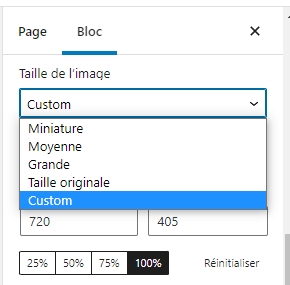 Page Bloc ✕
Taille de l'image
Custom
Miniature
Moyenne
Grande
Taille originale
Custom
720 405
25% 50% 75% 100% Réinitialiser